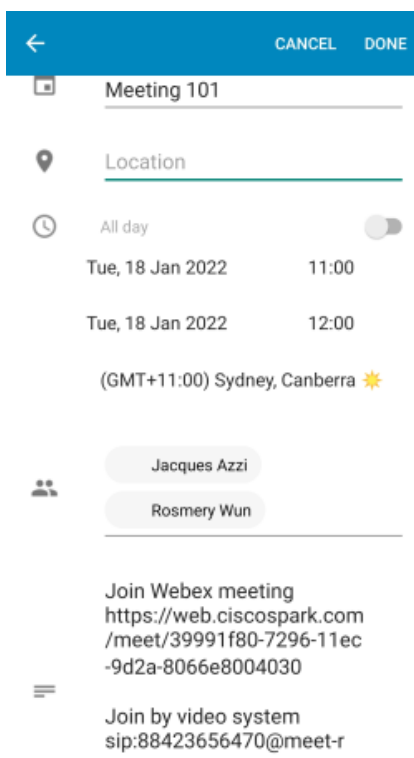 CANCEL DONE
Meeting 101
Location
All day
Tue, 18 Jan 2022 11:00
Tue, 18 Jan 2022 12:00
(GMT+11:00) Sydney, Canberra ☀️
Jacques Azzi
Rosmery Wun
Join Webex meeting
https://web.ciscospark.com
/meet/39991f80-7296-11ec
-9d2a-8066e8004030
Join by video system
sip:88423656470@meet-r